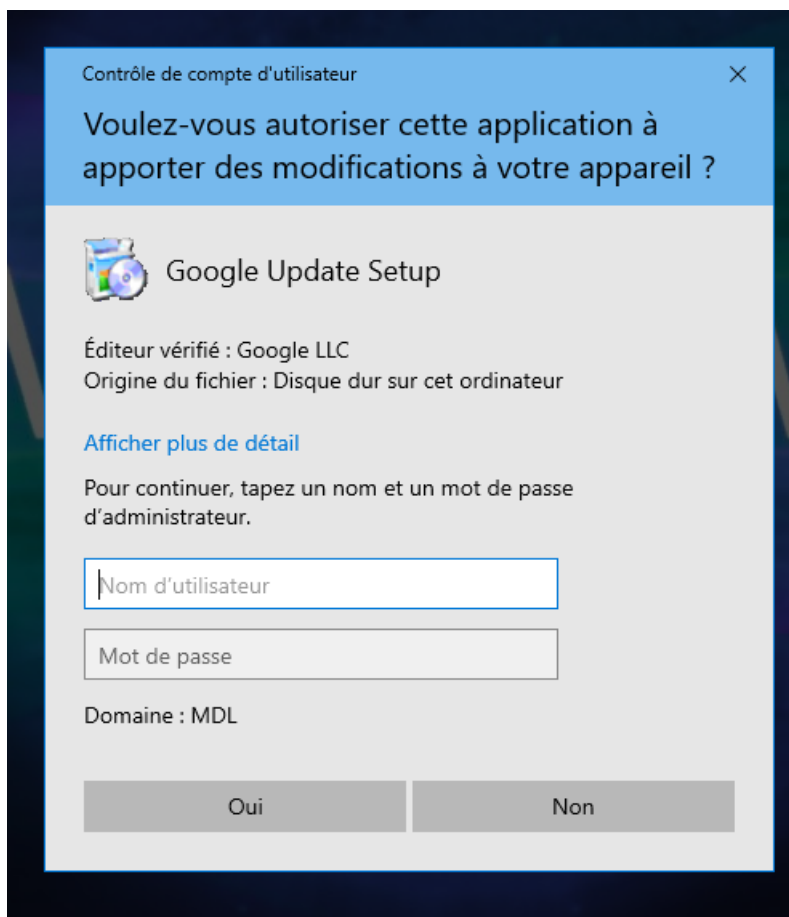 Contrôle de compte d'utilisateur
Voulez-vous autoriser cette application à
apporter des modifications à votre appareil ?
Google Update Setup
Éditeur vérifié : Google LLC
Origine du fichier : Disque dur sur cet ordinateur
Afficher plus de détail
Pour continuer, tapez un nom et un mot de passe
d’administrateur.
Nom d’utilisateur
Mot de passe
Domaine : MDL
Oui
Non